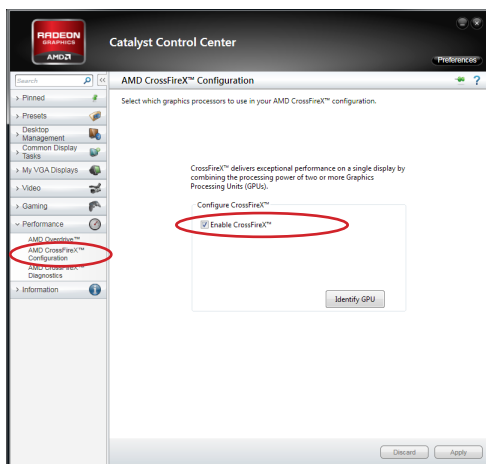 RADEON
GRAPHICS
AMD
Catalyst Control Center
Preferences
Search
AMD CrossFireX™ Configuration
?
> Pinned
> Presets
> Desktop
Management
> Common Display
Tasks
> My VGA Displays
> Video
> Gaming
Performance
AMD Overdrive™
AMD CrossFireX™
Configuration
AMD CrossFireX™
Diagnostics
> Information
Select which graphics processors to use in your AMD CrossFireX™ configuration.
CrossFireX™ delivers exceptional performance on a single display by
combining the processing power of two or more Graphics
Processing Units (GPUs).
Configure CrossFireX™
Enable CrossFireX™
Identify GPU
Discard
Apply